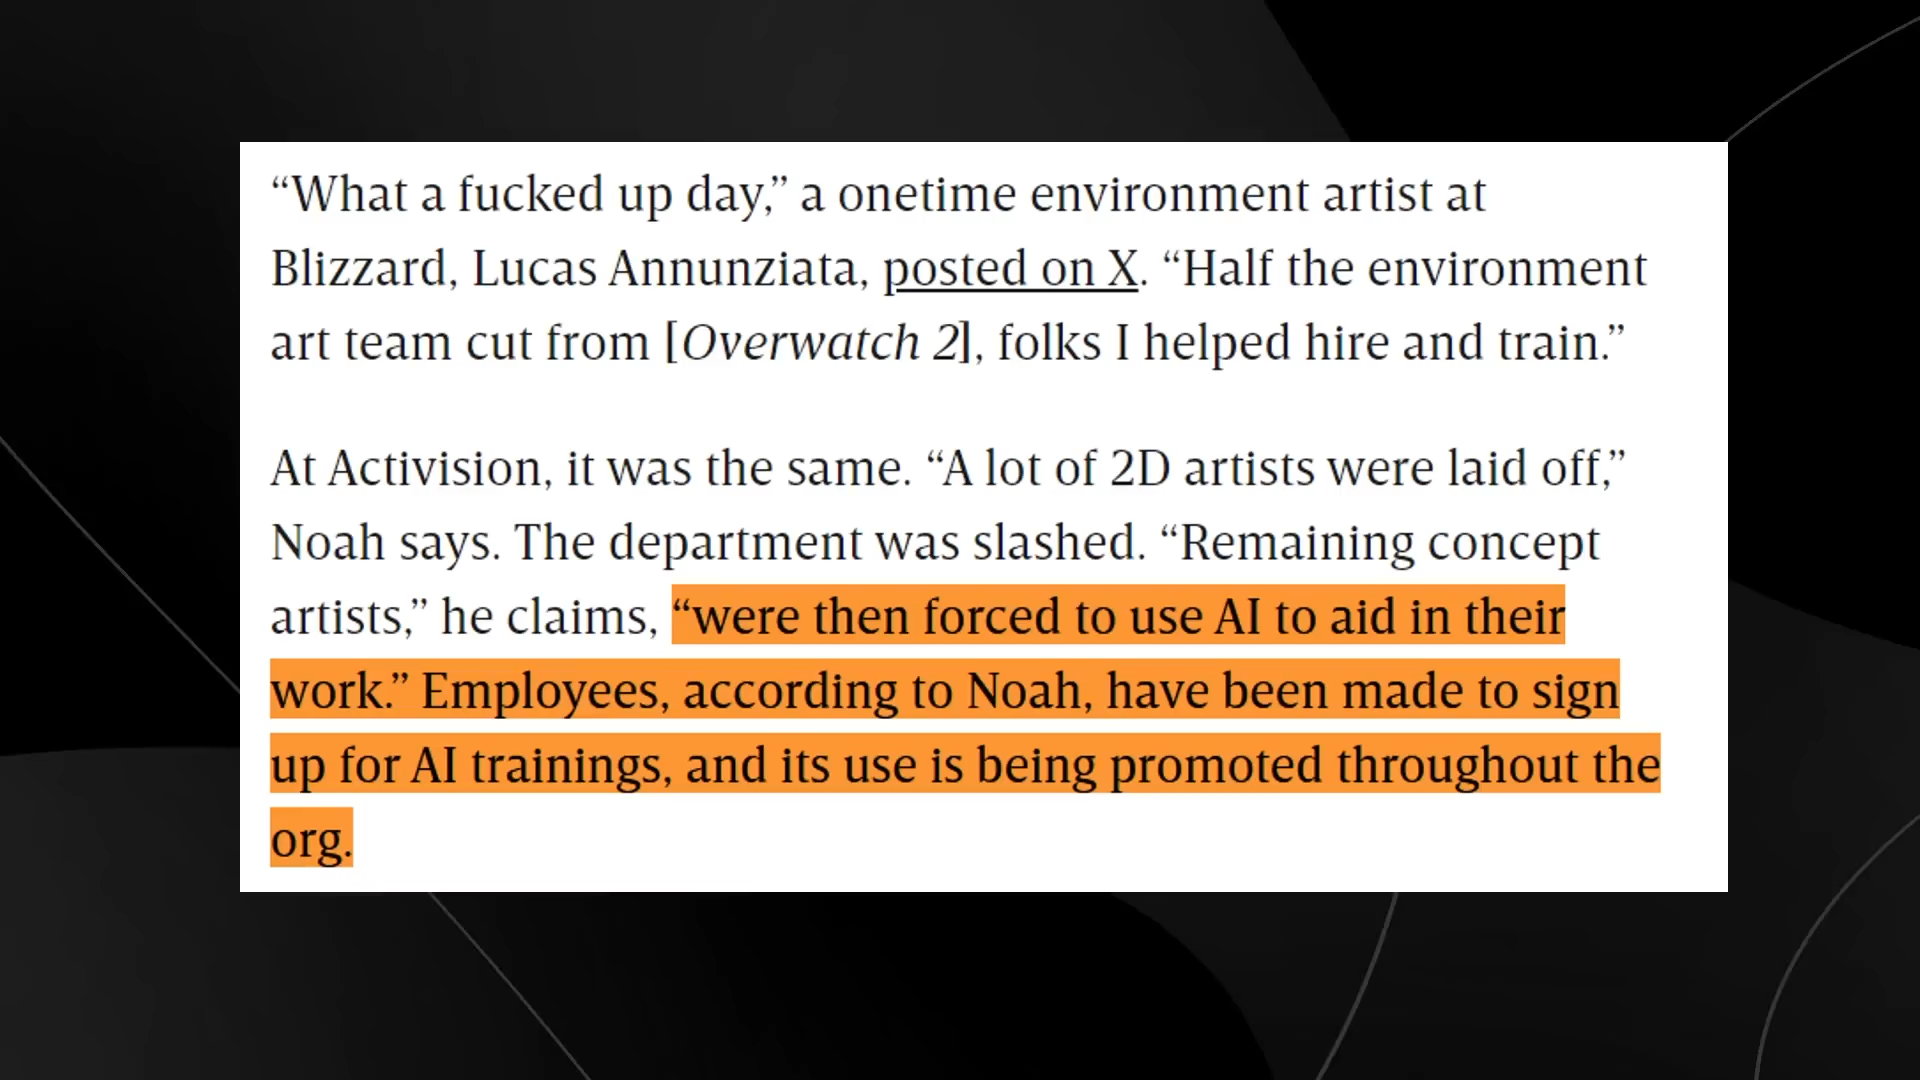 “What a fucked up day,” a onetime environment artist at
Blizzard, Lucas Annunziata, posted on X. “Half the environment
art team cut from [Overwatch 2], folks I helped hire and train.”
At Activision, it was the same. “A lot of 2D artists were laid off,”
Noah says. The department was slashed. “Remaining concept
artists,” he claims, “were then forced to use AI to aid in their
work.” Employees, according to Noah, have been made to sign
up for AI trainings, and its use is being promoted throughout the
org.